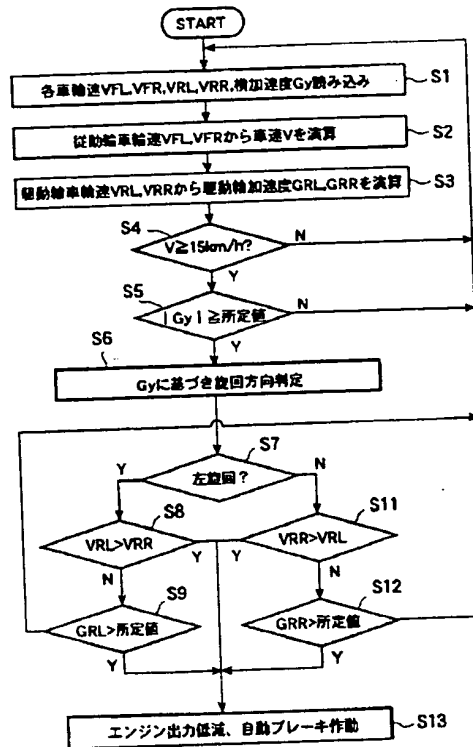 START
各車輪速VFL,VFR,VRL,VRR,横加速度Gy読み込み
S1
従動輪車輪速VFL,VFRから車速Vを演算
S2
駆動輪車輪速VRL,VRRから駆動輪加速度GRL,GRRを演算
S3
S4
V≧15km/h?
N
Y
S5
|Gy|≧所定値
N
Y
S6
Gyに基づき旋回方向判定
S7
左旋回?
Y
N
S8
VRL>VRR
Y
N
S11
VRR>VRL
Y
N
S9
GRL>所定値
Y
S12
GRR>所定値
Y
エンジン出力低減、自動ブレーキ作動
S13